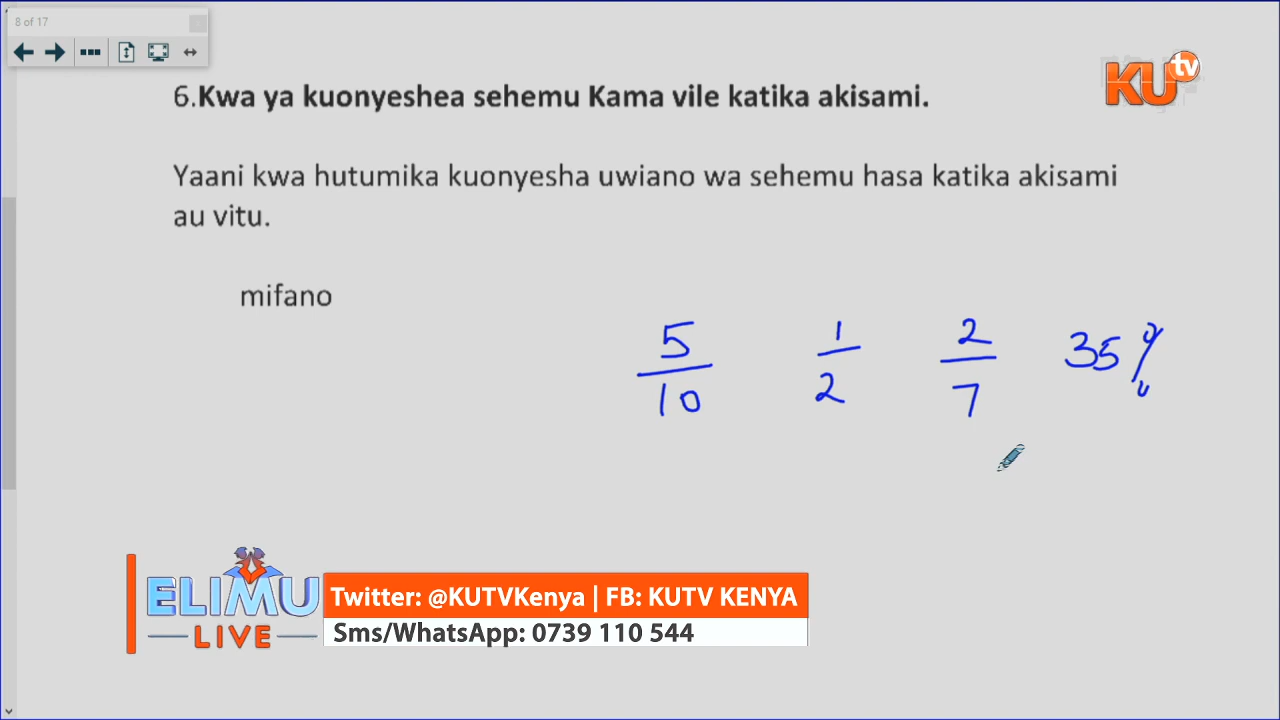 8 of 17
KU tv
6.Kwa ya kuonyeshea sehemu Kama vile katika akisami.
Yaani kwa hutumika kuonyesha uwiano wa sehemu hasa katika akisami
au vitu.
mifano
5/10 1/2 2/7 35%
ELIMU
LIVE
Twitter: @KUTVKenya | FB: KUTV KENYA
Sms/WhatsApp: 0739 110 544